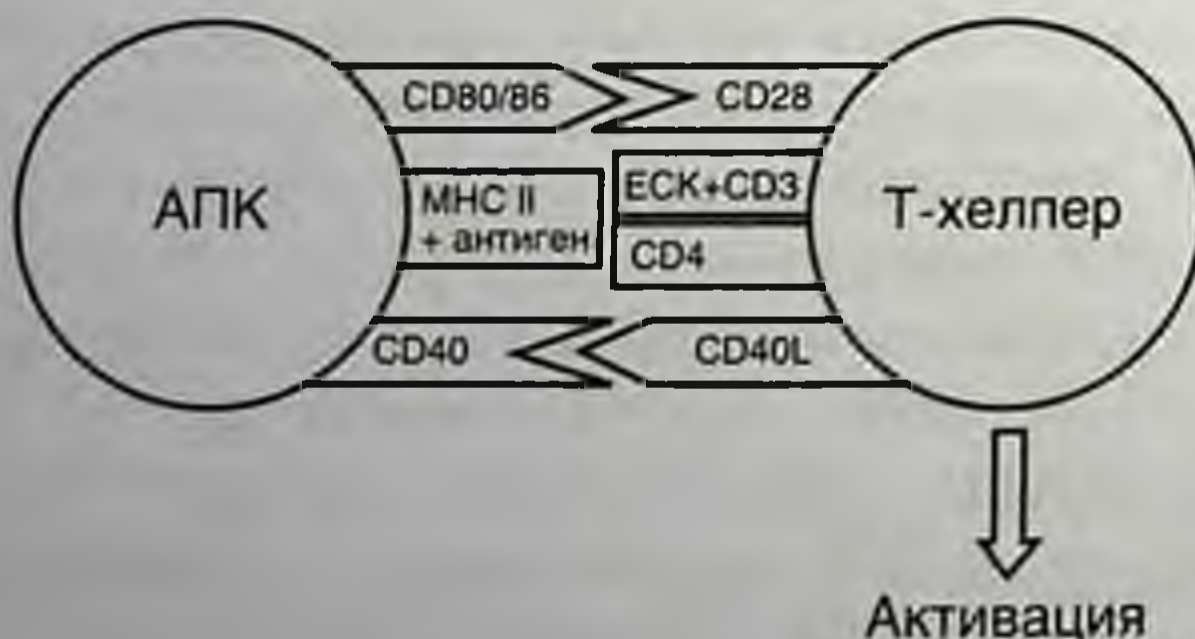 CD80/86
CD28
АПК
MHC II
+ антиген
ЕСК+CD3
CD4
Т-хелпер
CD40
CD40L
Активация